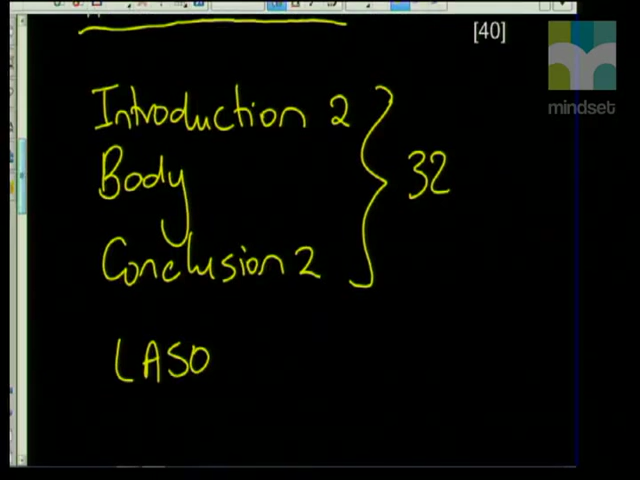 [40]
mindset
Introduction 2
Body
32
Conclusion 2
LASO